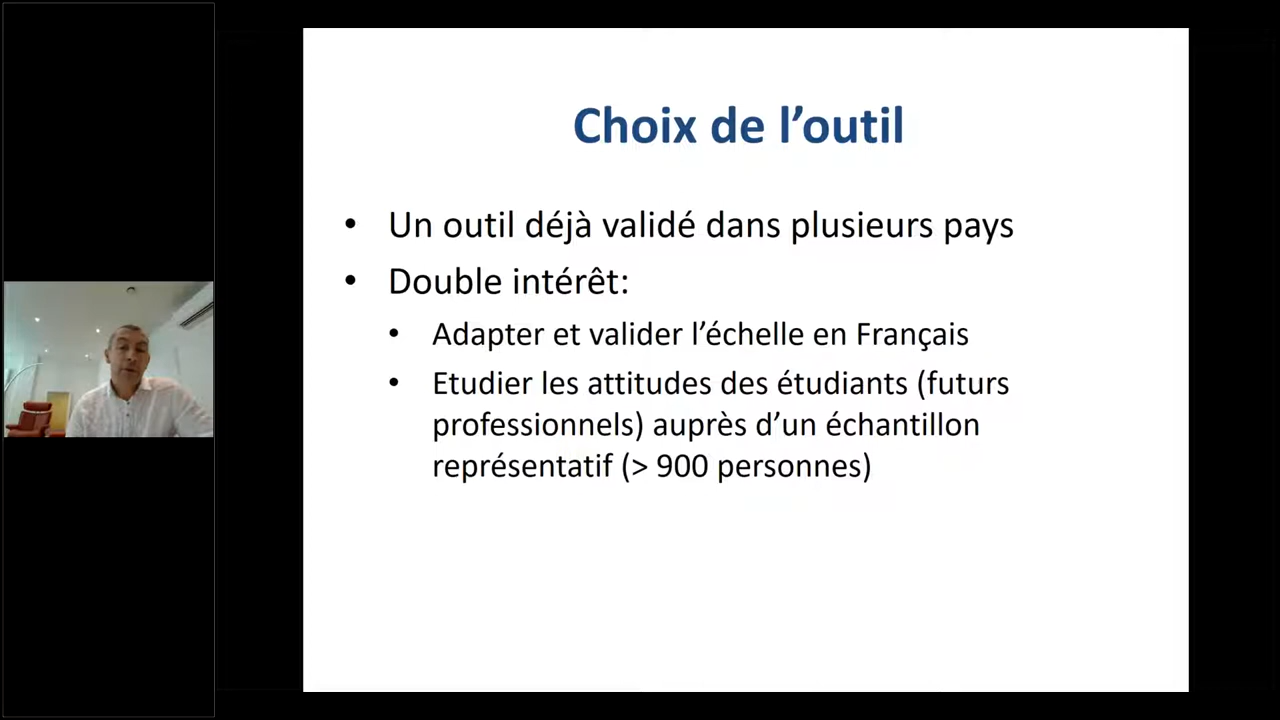 Choix de l’outil
• Un outil déjà validé dans plusieurs pays
• Double intérêt:
• Adapter et valider l’échelle en Français
• Etudier les attitudes des étudiants (futurs
professionnels) auprès d’un échantillon
représentatif (> 900 personnes)